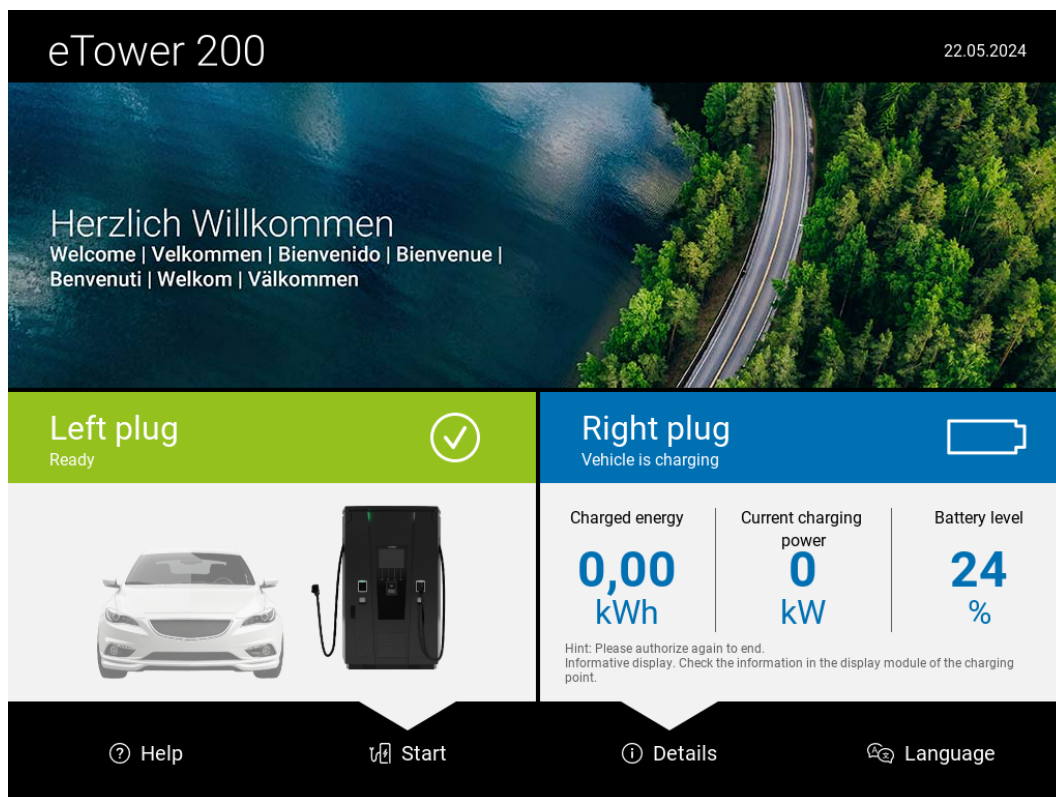 eTower 200
22.05.2024
Herzlich Willkommen
Welcome | Velkommen | Bienvenido | Bienvenue |
Benvenuti | Welkom | Välkommen
Left plug
Ready
Right plug
Vehicle is charging
Charged energy
0,00
kWh
Current charging
power
0
kW
Battery level
24
%
Hint: Please authorize again to end.
Informative display. Check the information in the display module of the charging
point.
Help
Start
Details
Language